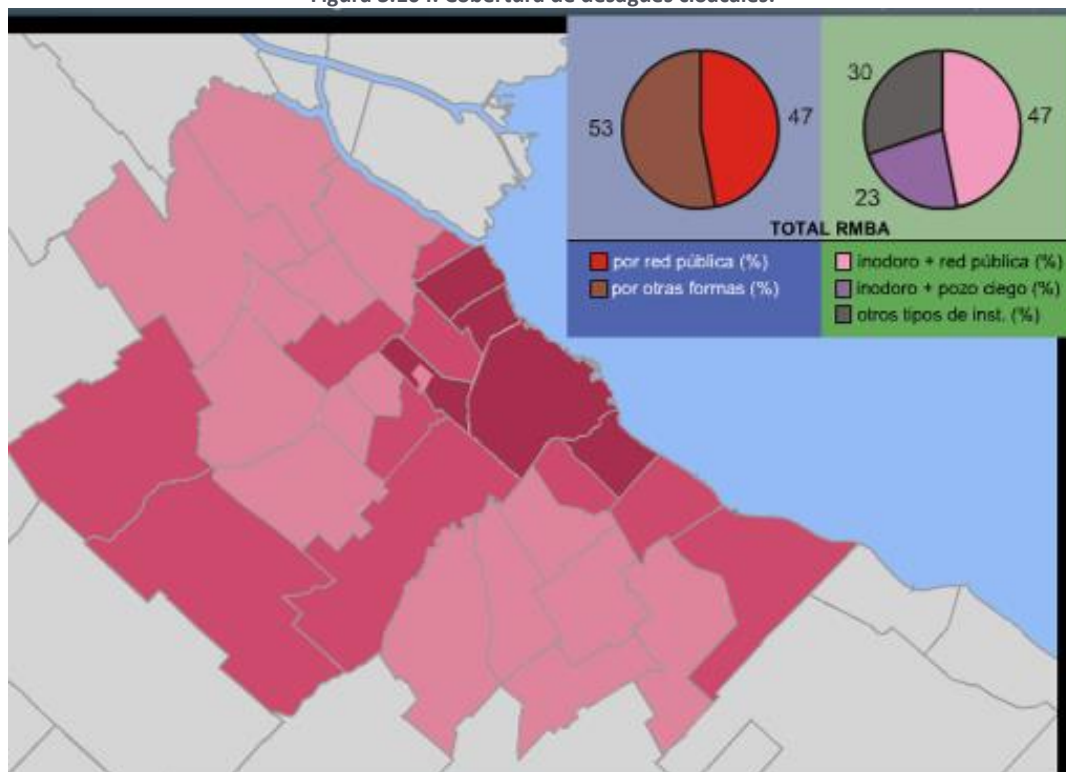 53
47
30
47
23
TOTAL RMBA
por red pública (%)
por otras formas (%)
inodoro + red pública (%)
inodoro + pozo ciego (%)
otros tipos de inst. (%)